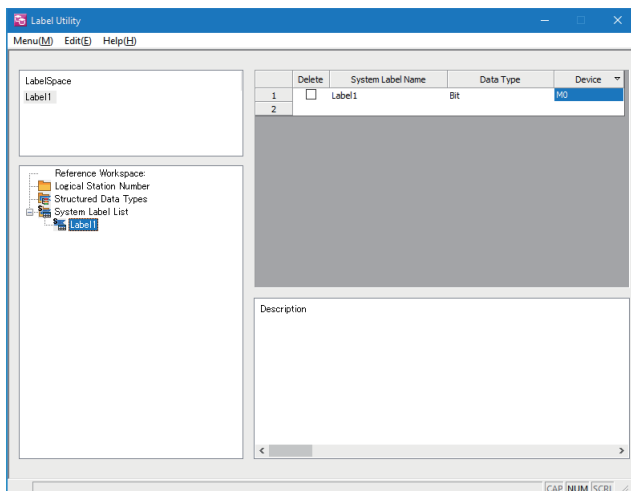 Label Utility
Menu(M) Edit(E) Help(H)
LabelSpace
Label1
Delete System Label Name Data Type Device
1 Label1 Bit M0
2
Reference Workspace:
Logical Station Number
Structured Data Types
System Label List
Label1
Description
CAP NUM SCRL